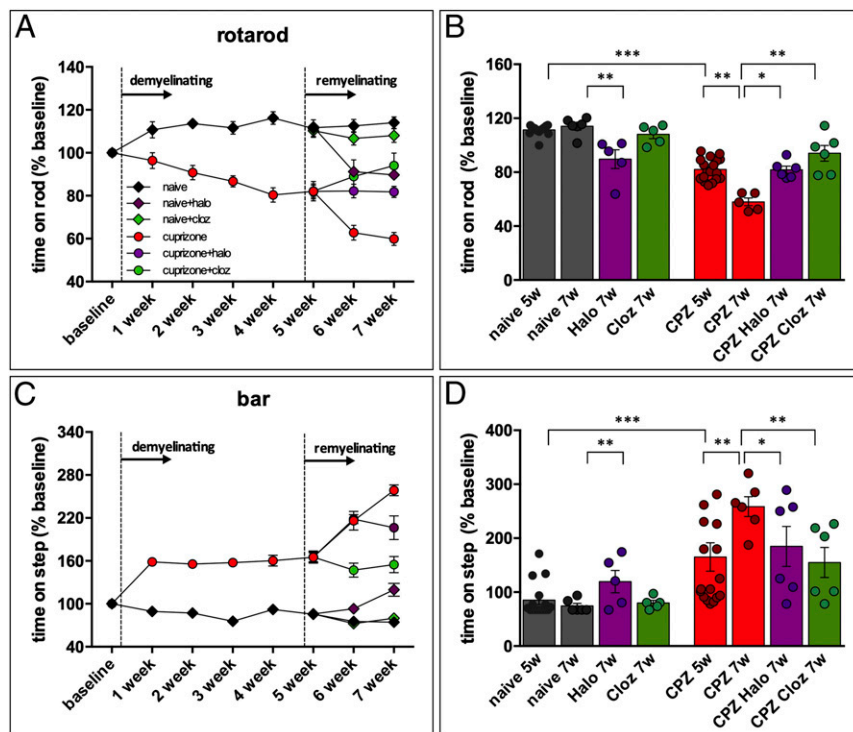 A
rotarod
time on rod (% baseline)
140
120
100
80
60
40
demyelinating
remyelinating
naive
naive+halo
naive+cloz
cuprizone
cuprizone+halo
cuprizone+cloz
baseline
1 week
2 week
3 week
4 week
5 week
6 week
7 week
B
time on rod (% baseline)
160
120
80
40
0
***
**
**
*
**
naive 5w
naive 7w
Halo 7w
Cloz 7w
CPZ 5w
CPZ 7w
CPZ Halo 7w
CPZ Cloz 7w
C
bar
time on step (% baseline)
340
280
220
160
100
40
demyelinating
remyelinating
baseline
1 week
2 week
3 week
4 week
5 week
6 week
7 week
D
time on step (% baseline)
400
300
200
100
0
***
**
**
*
**
naive 5w
naive 7w
Halo 7w
Cloz 7w
CPZ 5w
CPZ 7w
CPZ Halo 7w
CPZ Cloz 7w